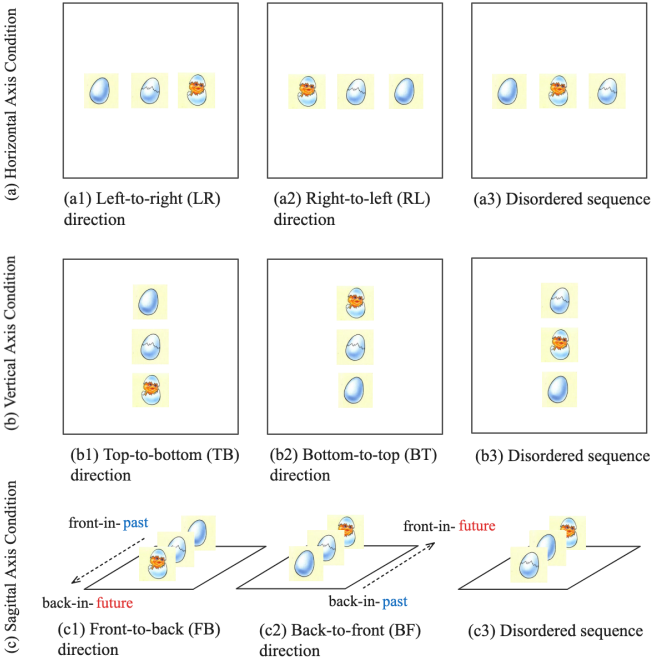 (a) Horizontal Axis Condition
(a1) Left-to-right (LR)
direction
(a2) Right-to-left (RL)
direction
(a3) Disordered sequence
(b) Vertical Axis Condition
(b1) Top-to-bottom (TB)
direction
(b2) Bottom-to-top (BT)
direction
(b3) Disordered sequence
(c) Sagittal Axis Condition
front-in-past
back-in-future
(c1) Front-to-back (FB)
direction
front-in-future
back-in-past
(c2) Back-to-front (BF)
direction
(c3) Disordered sequence